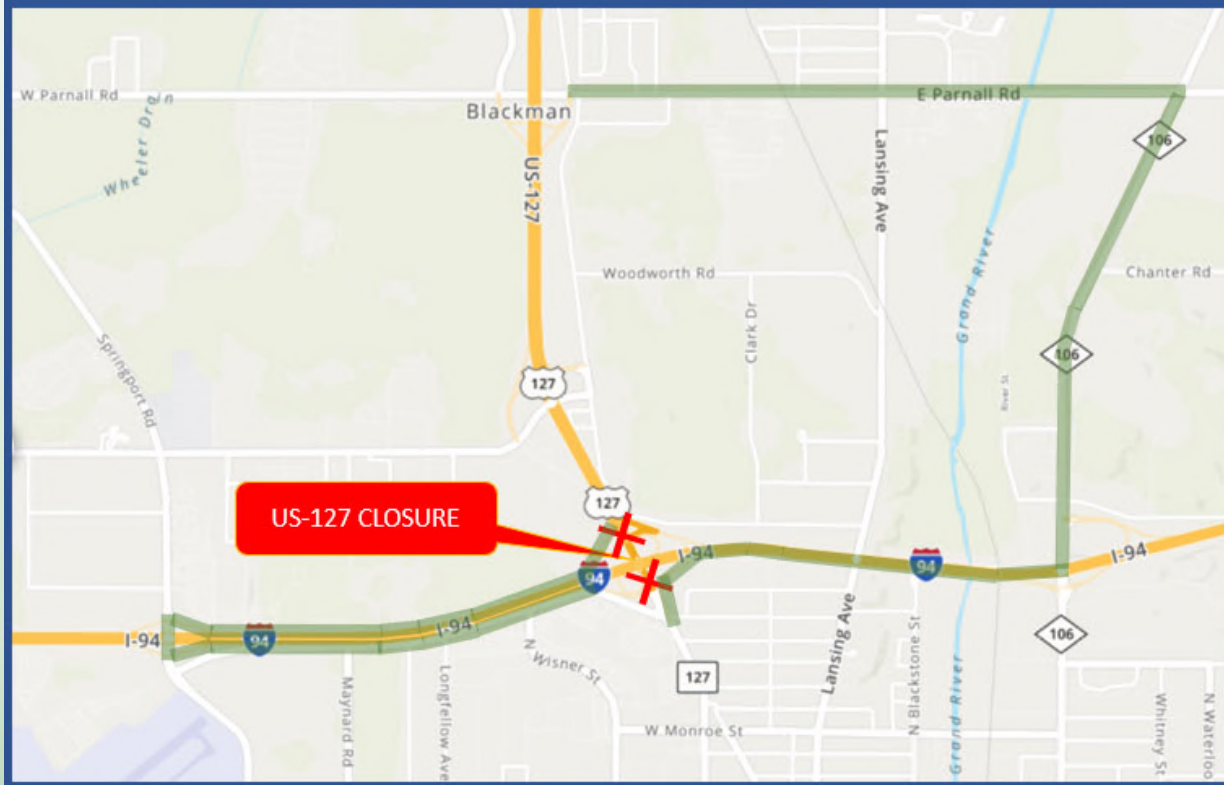 W Parnall Rd
Wheeler Drain
Blackman
E Parnall Rd
106
US-127
Lansing Ave
Grand River
Woodworth Rd
Chanter Rd
Clark Dr
Springport Rd
106
127
River St
US-127 CLOSURE
127
I-94
94
94
I-94
94
I-94
106
N Wisner St
Maynard Rd
Longfellow Ave
127
Lansing Ave
N Blackstone St
Grand River
W Monroe St
Whitney St
N Waterloo